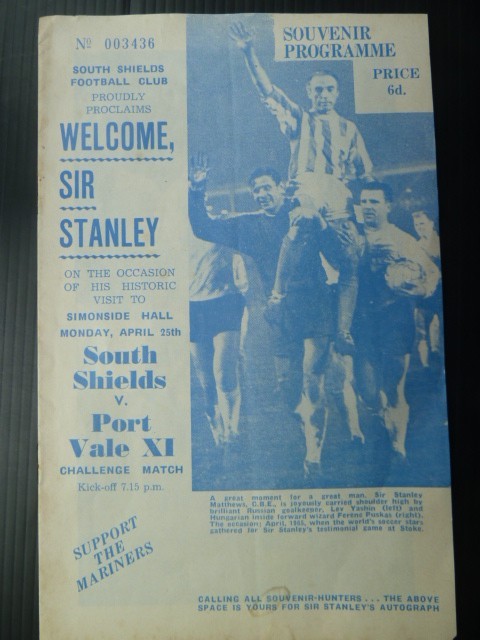 Nº 003436
SOUTH SHIELDS
FOOTBALL CLUB
PROUDLY
PROCLAIMS
WELCOME,
SIR
STANLEY
ON THE OCCASION
OF HIS HISTORIC
VISIT TO
SIMONSIDE HALL
MONDAY, APRIL 25th
South
Shields
V.
Port
Vale XI
CHALLENGE MATCH
Kick-off 7.15 p.m.
SUPPORT
THE
MARINERS
SOUVENIR
PROGRAMME
PRICE
6d.
A great moment for a great man. Sir Stanley
Matthews, C.B.E., is joyously carried shoulder high by
brilliant Russian goalkeeper, Lev Yashin (left) and
Hungarian inside forward wizard Ferenc Puskas (right).
The occasion; April, 1965, when the world's soccer stars
gathered for Sir Stanley's testimonial game at Stoke.
CALLING ALL SOUVENIR-HUNTERS . . . THE ABOVE
SPACE IS YOURS FOR SIR STANLEY'S AUTOGRAPH